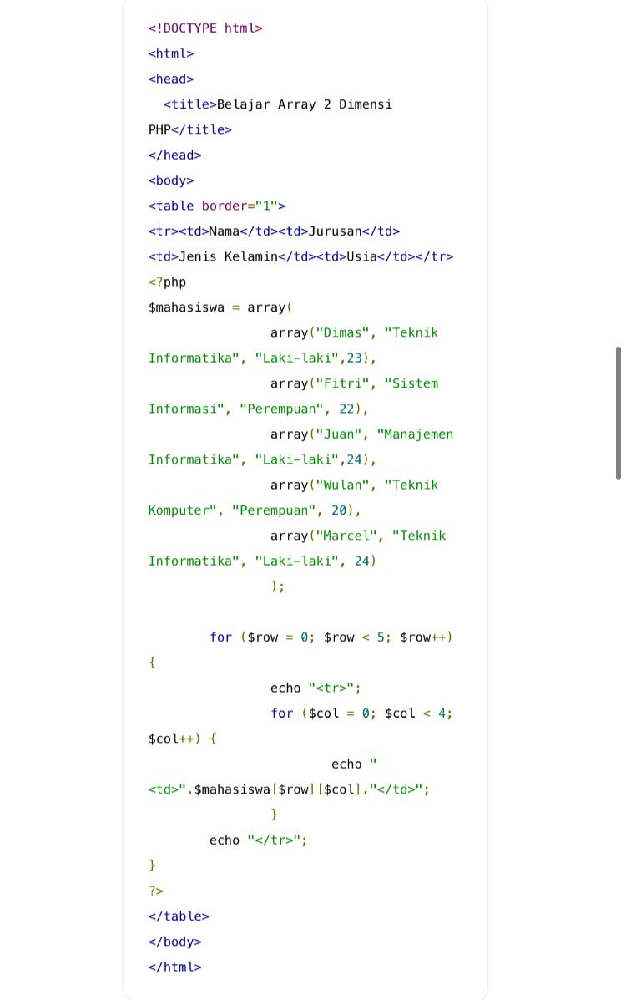 <!DOCTYPE html>
<html>
<head>
  <title>Belajar Array 2 Dimensi
PHP</title>
</head>
<body>
<table border="1">
<tr><td>Nama</td><td>Jurusan</td>
<td>Jenis Kelamin</td><td>Usia</td></tr>
<?php
$mahasiswa = array(
                array("Dimas", "Teknik
Informatika", "Laki-laki",23),
                array("Fitri", "Sistem
Informasi", "Perempuan", 22),
                array("Juan", "Manajemen
Informatika", "Laki-laki",24),
                array("Wulan", "Teknik
Komputer", "Perempuan", 20),
                array("Marcel", "Teknik
Informatika", "Laki-laki", 24)
                );

        for ($row = 0; $row < 5; $row++)
{
                echo "<tr>";
                for ($col = 0; $col < 4;
$col++) {
                        echo "
<td>".$mahasiswa[$row][$col]."</td>";
                }
        echo "</tr>";
}
?>
</table>
</body>
</html>